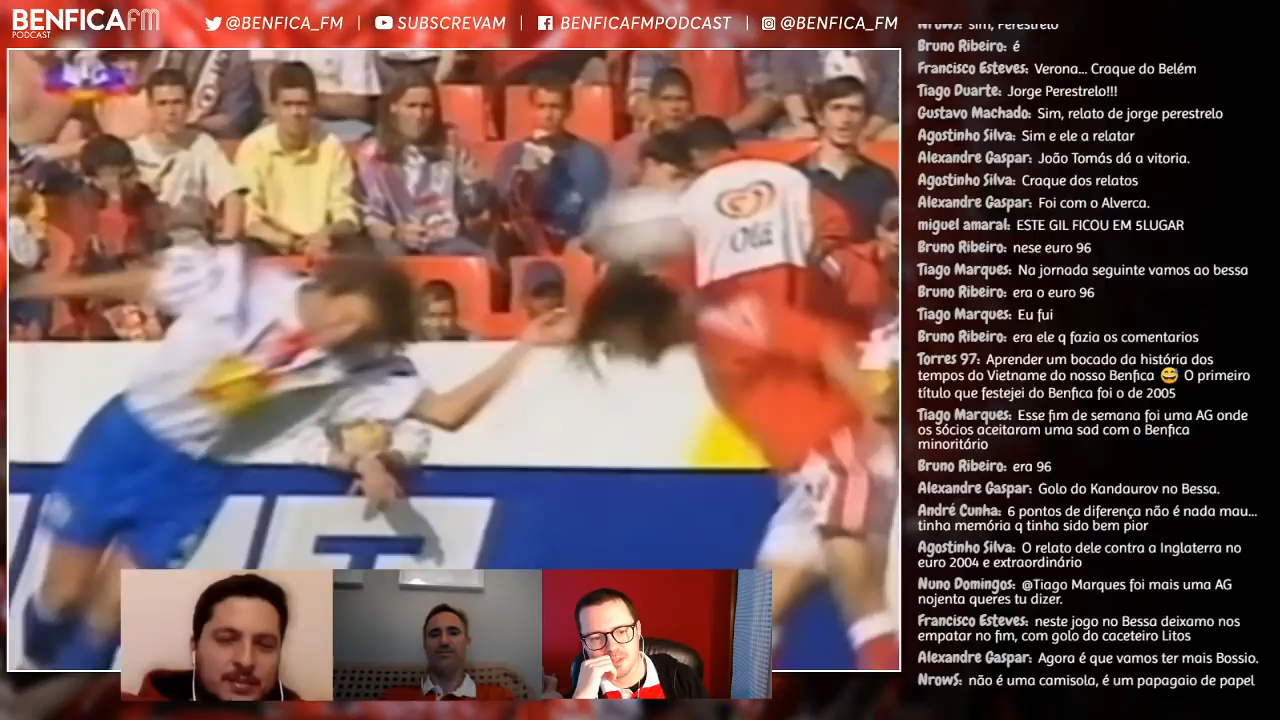 BENFICA FM
PODCAST
@BENFICA_FM | SUBSCREVAM | BENFICAFMPODCAST | @BENFICA_FM
SIC
Olá
NrowS: sim, Perestrelo
Bruno Ribeiro: é
Francisco Esteves: Verona... Craque do Belém
Tiago Duarte: Jorge Perestrelo!!!
Gustavo Machado: Sim, relato de jorge perestrelo
Agostinho Silva: Sim e ele a relatar
Alexandre Gaspar: João Tomás dá a vitoria.
Agostinho Silva: Craque dos relatos
Alexandre Gaspar: Foi com o Alverca.
miguel amaral: ESTE GIL FICOU EM 5LUGAR
Bruno Ribeiro: nese euro 96
Tiago Marques: Na jornada seguinte vamos ao bessa
Bruno Ribeiro: era o euro 96
Tiago Marques: Eu fui
Bruno Ribeiro: era ele q fazia os comentarios
Torres 97: Aprender um bocado da história dos
tempos do Vietname do nosso Benfica 😅 O primeiro
título que festejei do Benfica foi o de 2005
Tiago Marques: Esse fim de semana foi uma AG onde
os sócios aceitaram uma sad com o Benfica
minoritário
Bruno Ribeiro: era 96
Alexandre Gaspar: Golo do Kandaurov no Bessa.
André Cunha: 6 pontos de diferença não é nada mau...
tinha memória q tinha sido bem pior
Agostinho Silva: O relato dele contra a Inglaterra no
euro 2004 e extraordinário
Nuno Domingos: @Tiago Marques foi mais uma AG
nojenta queres tu dizer.
Francisco Esteves: neste jogo no Bessa deixamo nos
empatar no fim, com golo do caceteiro Litos
Alexandre Gaspar: Agora é que vamos ter mais Bossio.
NrowS: não é uma camisola, é um papagaio de papel